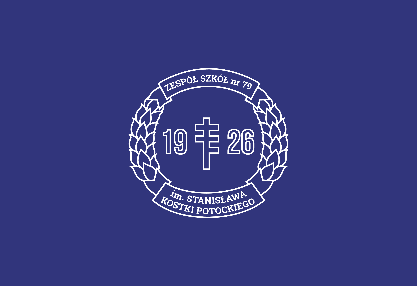 ZESPÓŁ SZKÓŁ nr 79
19 26
im. STANISŁAWA
KOSTKI POTOCKIEGO